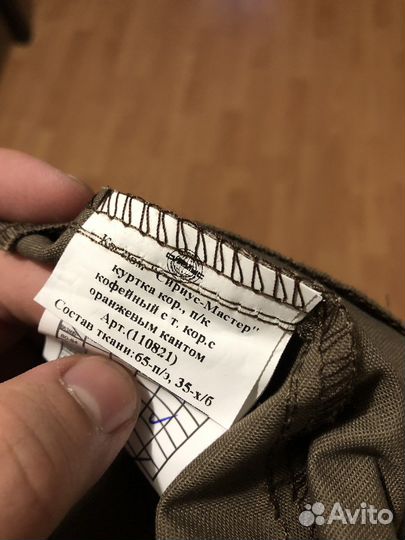 Костюм "Сириус-Мастер"
куртка кор., п/к
кофейный с т. кор.с
оранжевым кантом
Арт.(110821)
Состав ткани:65-п/э, 35-х/б
Avito